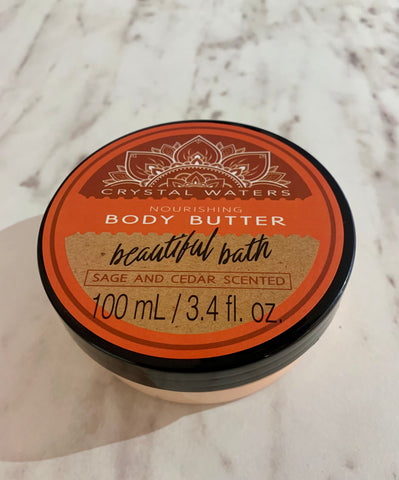 CRYSTAL WATERS
NOURISHING
BODY BUTTER
beautiful bath
SAGE AND CEDAR SCENTED
100 mL / 3.4 fl. oz.